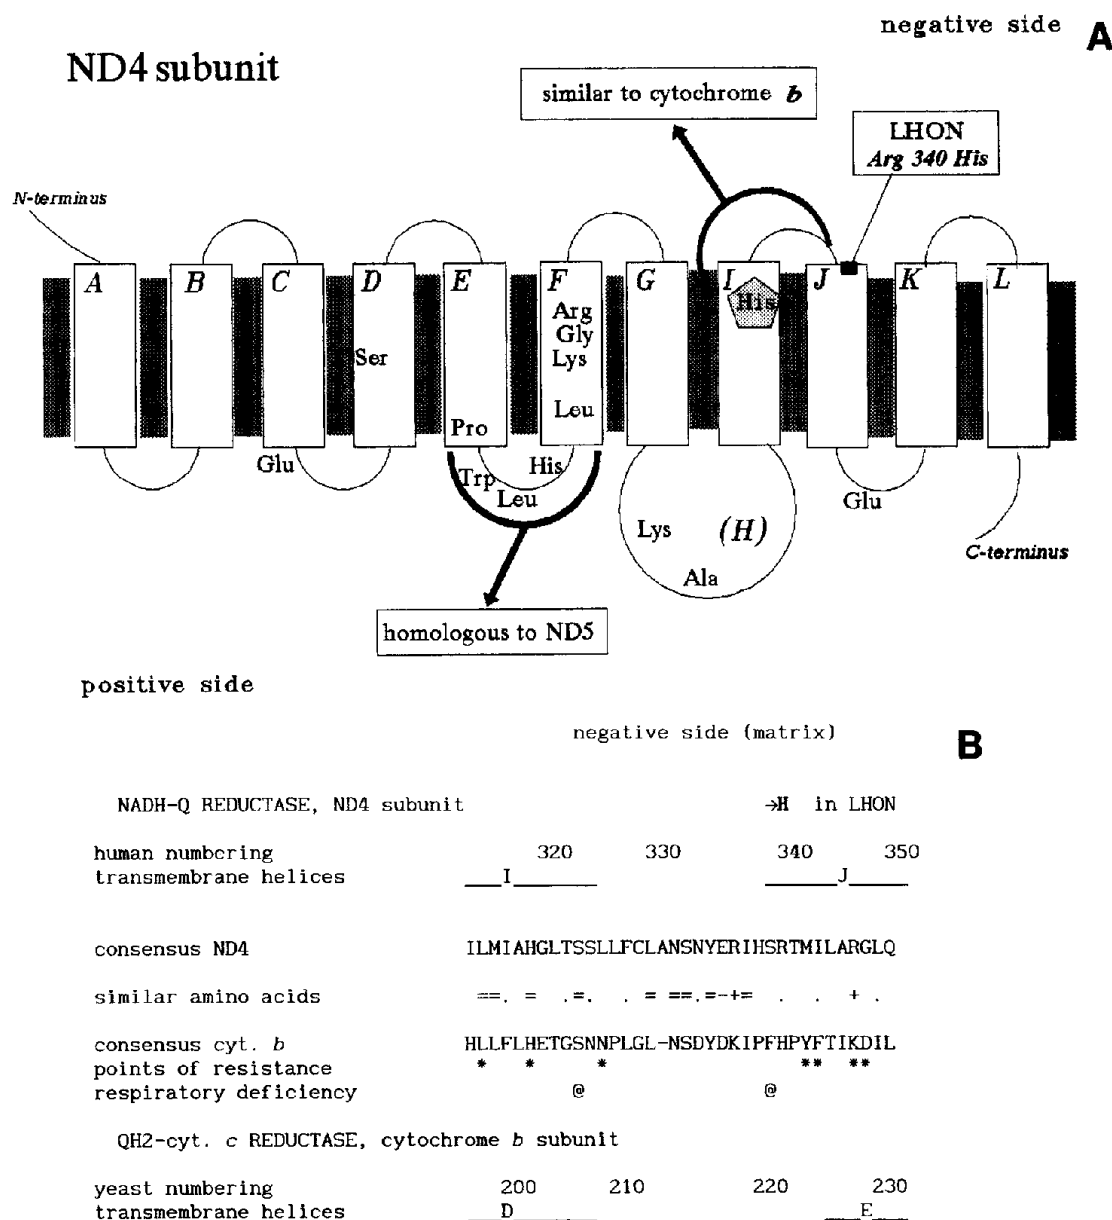 negative side A
ND4 subunit
similar to cytochrome b
LHON
Arg 340 His
N-terminus
A B C D E F G I J K L
His
Arg
Gly
Ser Lys
Leu
Pro
Glu Trp His
Leu
Glu
Lys (H)
Ala
C-terminus
homologous to ND5
positive side
negative side (matrix) B
NADH-Q REDUCTASE, ND4 subunit →H in LHON
human numbering 320 330 340 350
transmembrane helices ___I_______ ______J_____
consensus ND4 ILMIAHGLTSSLLFCLANSNYERIHSRTMILARGLQ
similar amino acids ==. = .=. . = ==.=-+= . . + .
consensus cyt. b HLLFLHETGSNNPLGL-NSDYDKIPFHPYFTIKDIL
points of resistance * * * ** **
respiratory deficiency @ @
QH2-cyt. c REDUCTASE, cytochrome b subunit
yeast numbering 200 210 220 230
transmembrane helices ___D_______ ___E___